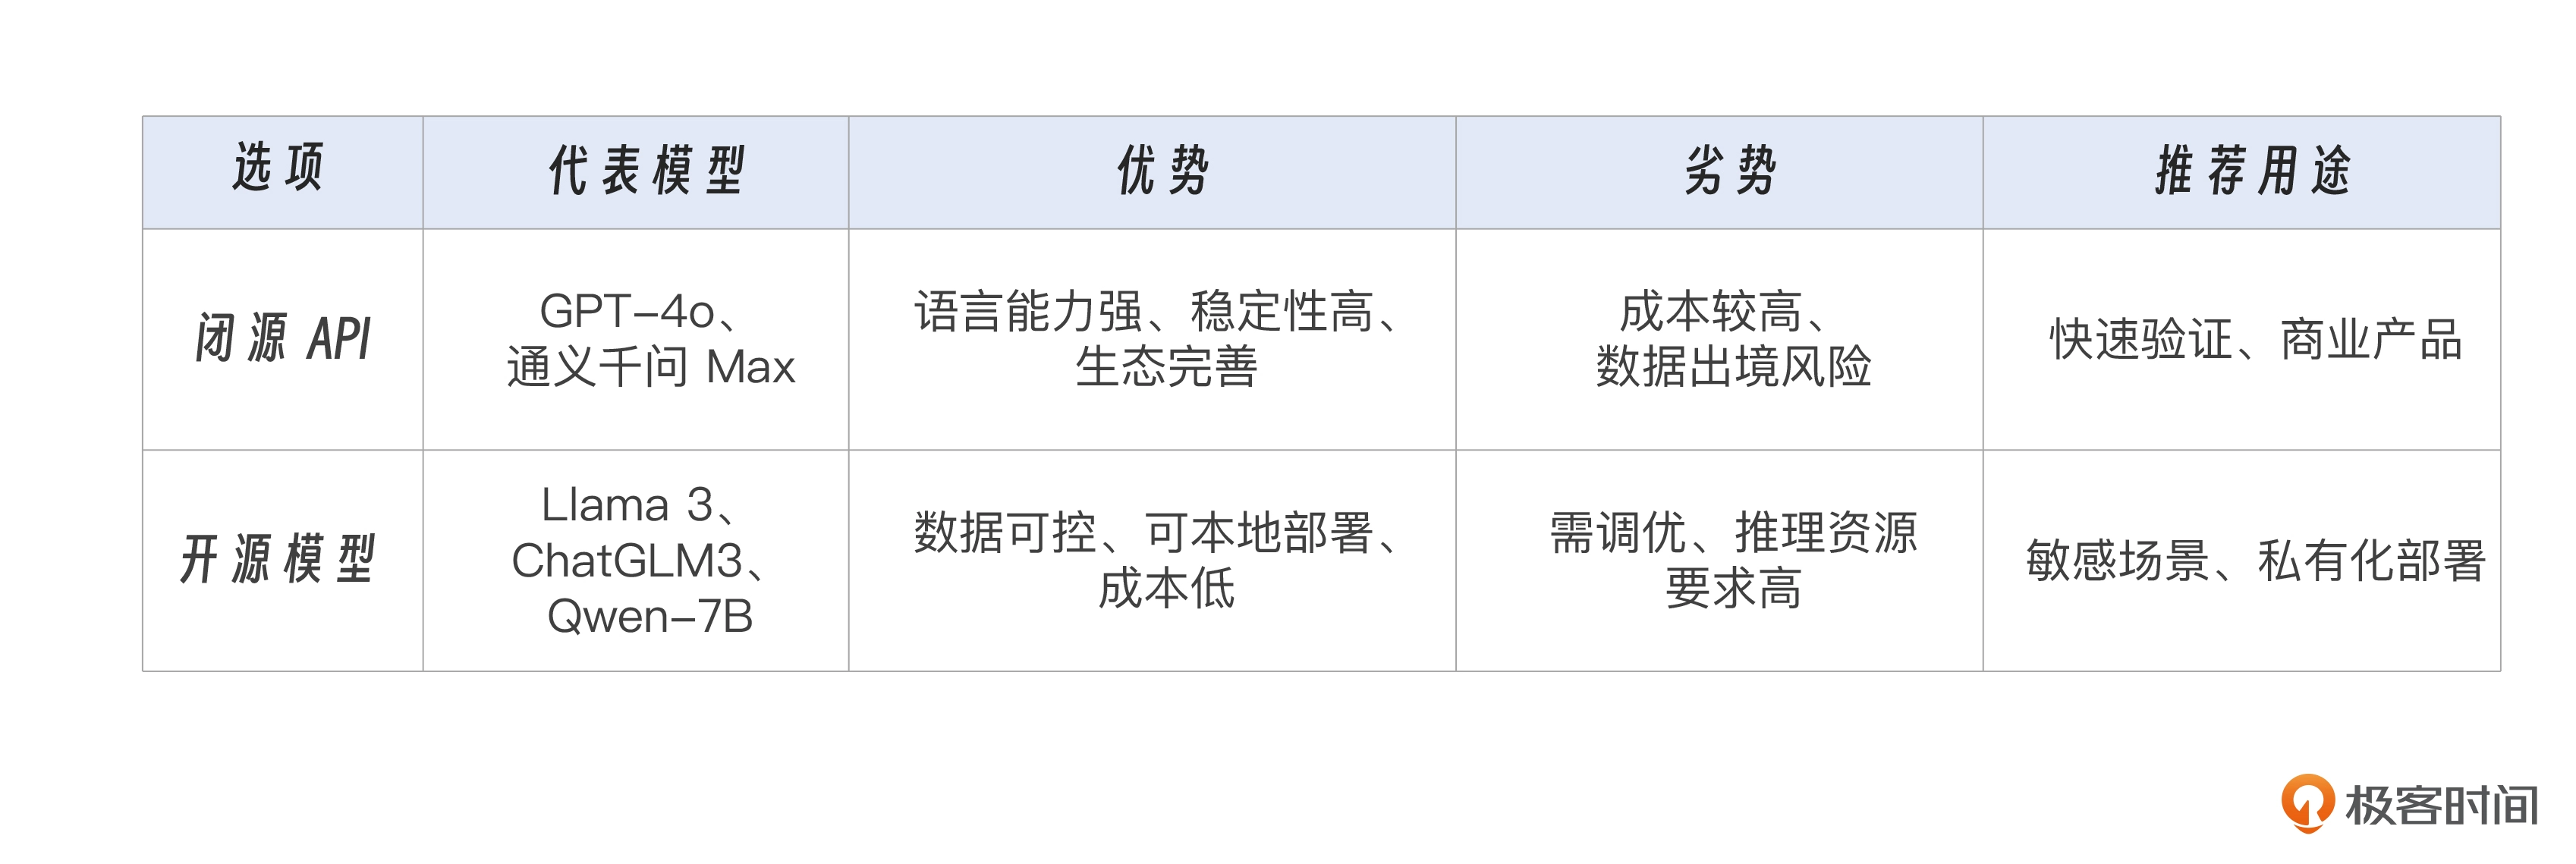 选项 代表模型 优势 劣势 推荐用途
闭源 API
GPT-4o、
通义千问 Max
语言能力强、稳定性高、
生态完善
成本较高、
数据出境风险
快速验证、商业产品
开源模型
Llama 3、
ChatGLM3、
Qwen-7B
数据可控、可本地部署、
成本低
需调优、推理资源
要求高
敏感场景、私有化部署
极客时间